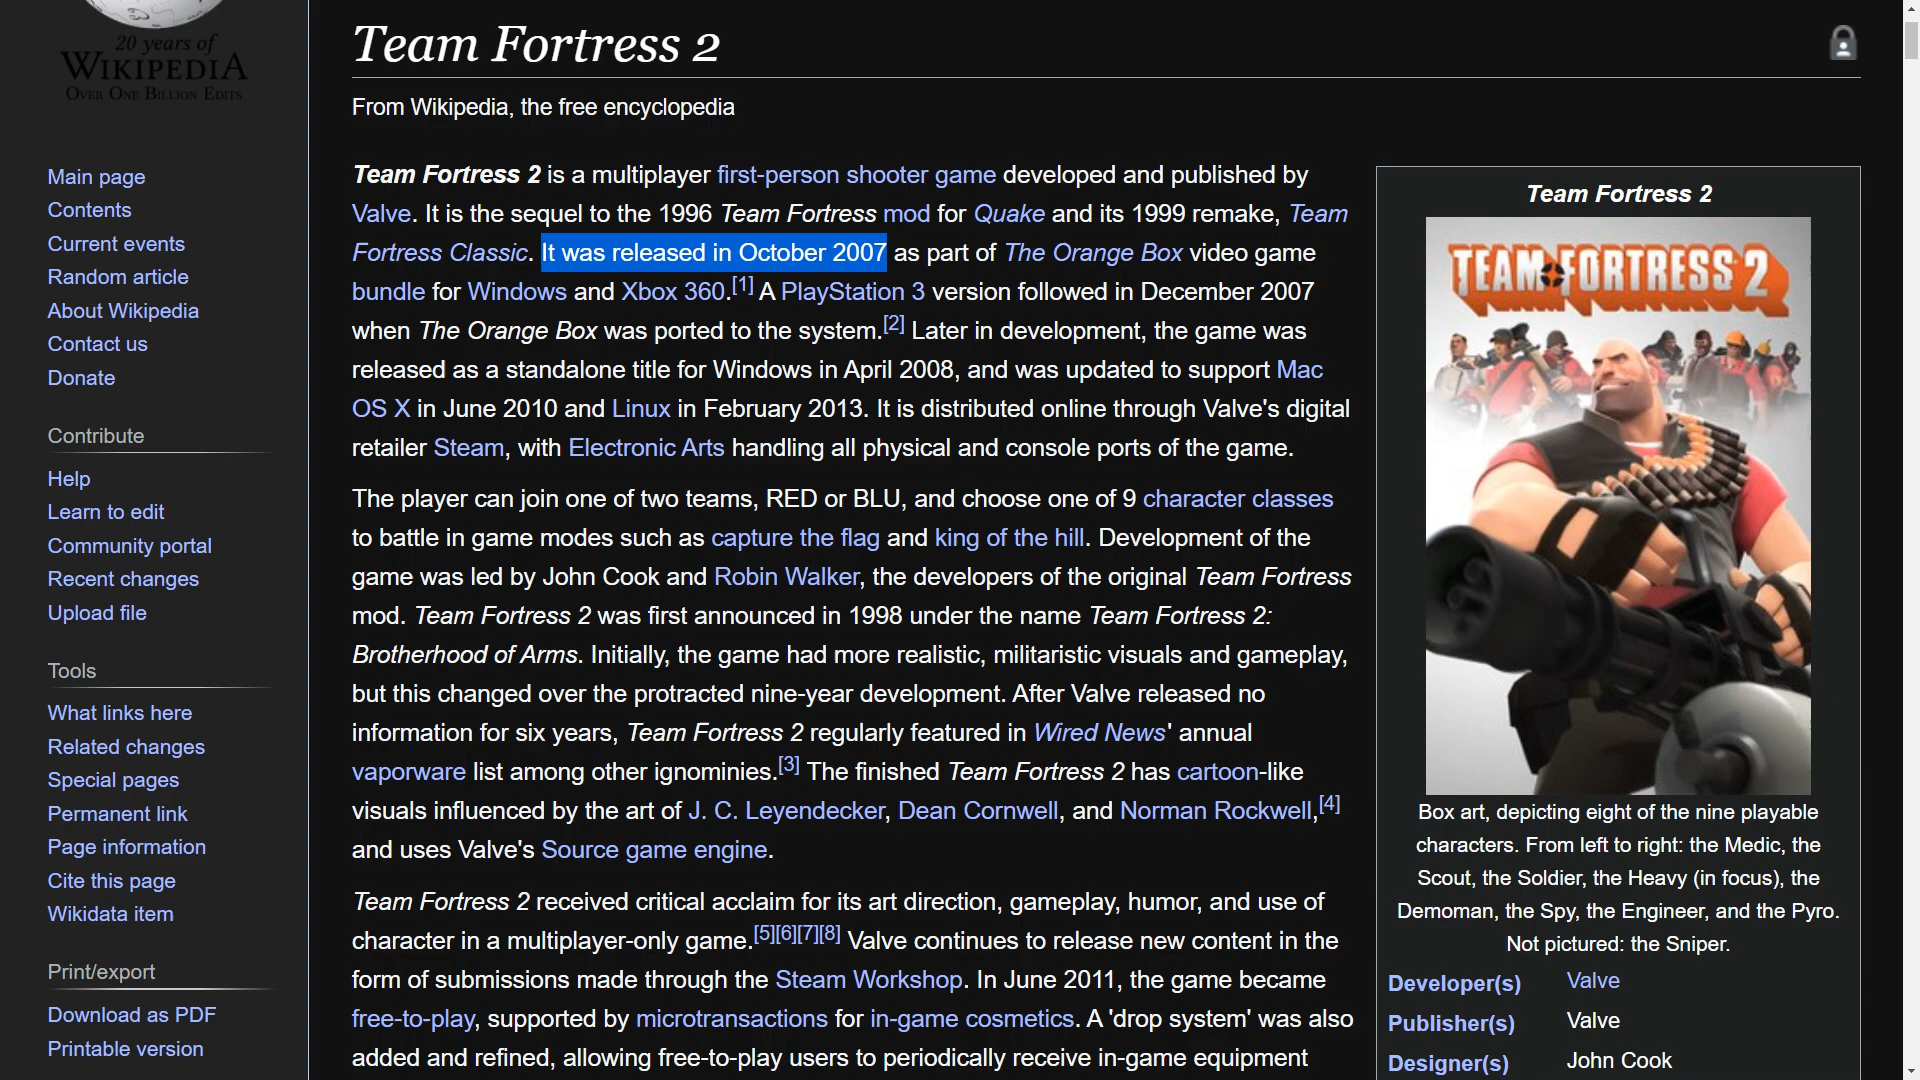 20 years of
WIKIPEDIA
OVER ONE BILLION EDITS
Main page
Contents
Current events
Random article
About Wikipedia
Contact us
Donate
Contribute
Help
Learn to edit
Community portal
Recent changes
Upload file
Tools
What links here
Related changes
Special pages
Permanent link
Page information
Cite this page
Wikidata item
Print/export
Download as PDF
Printable version
Team Fortress 2
From Wikipedia, the free encyclopedia
Team Fortress 2 is a multiplayer first-person shooter game developed and published by
Valve. It is the sequel to the 1996 Team Fortress mod for Quake and its 1999 remake, Team
Fortress Classic. It was released in October 2007 as part of The Orange Box video game
bundle for Windows and Xbox 360.[1] A PlayStation 3 version followed in December 2007
when The Orange Box was ported to the system.[2] Later in development, the game was
released as a standalone title for Windows in April 2008, and was updated to support Mac
OS X in June 2010 and Linux in February 2013. It is distributed online through Valve's digital
retailer Steam, with Electronic Arts handling all physical and console ports of the game.
The player can join one of two teams, RED or BLU, and choose one of 9 character classes
to battle in game modes such as capture the flag and king of the hill. Development of the
game was led by John Cook and Robin Walker, the developers of the original Team Fortress
mod. Team Fortress 2 was first announced in 1998 under the name Team Fortress 2:
Brotherhood of Arms. Initially, the game had more realistic, militaristic visuals and gameplay,
but this changed over the protracted nine-year development. After Valve released no
information for six years, Team Fortress 2 regularly featured in Wired News' annual
vaporware list among other ignominies.[3] The finished Team Fortress 2 has cartoon-like
visuals influenced by the art of J. C. Leyendecker, Dean Cornwell, and Norman Rockwell,[4]
and uses Valve's Source game engine.
Team Fortress 2 received critical acclaim for its art direction, gameplay, humor, and use of
character in a multiplayer-only game.[5][6][7][8] Valve continues to release new content in the
form of submissions made through the Steam Workshop. In June 2011, the game became
free-to-play, supported by microtransactions for in-game cosmetics. A 'drop system' was also
added and refined, allowing free-to-play users to periodically receive in-game equipment
Team Fortress 2
TEAM FORTRESS 2
Box art, depicting eight of the nine playable
characters. From left to right: the Medic, the
Scout, the Soldier, the Heavy (in focus), the
Demoman, the Spy, the Engineer, and the Pyro.
Not pictured: the Sniper.
Developer(s) Valve
Publisher(s) Valve
Designer(s) John Cook